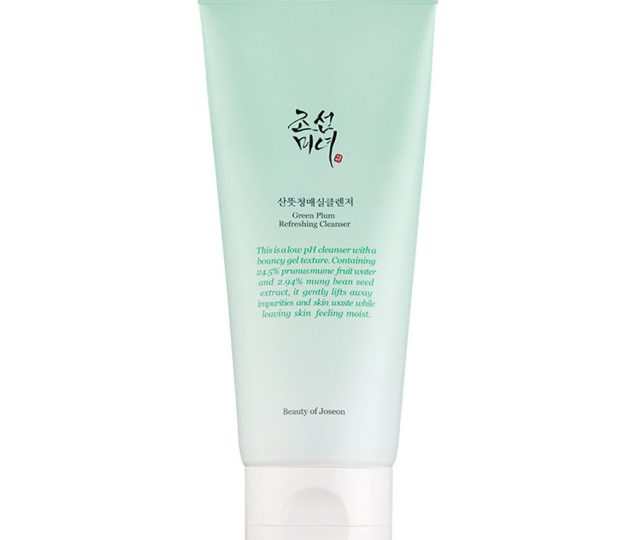 조선
미녀
산뜻청매실클렌저
Green Plum
Refreshing Cleanser
This is a low pH cleanser with a
bouncy gel texture. Containing
24.5% prunus mume fruit water
and 2.94% mung bean seed
extract, it gently lifts away
impurities and skin waste while
leaving skin feeling moist.
Beauty of Joseon